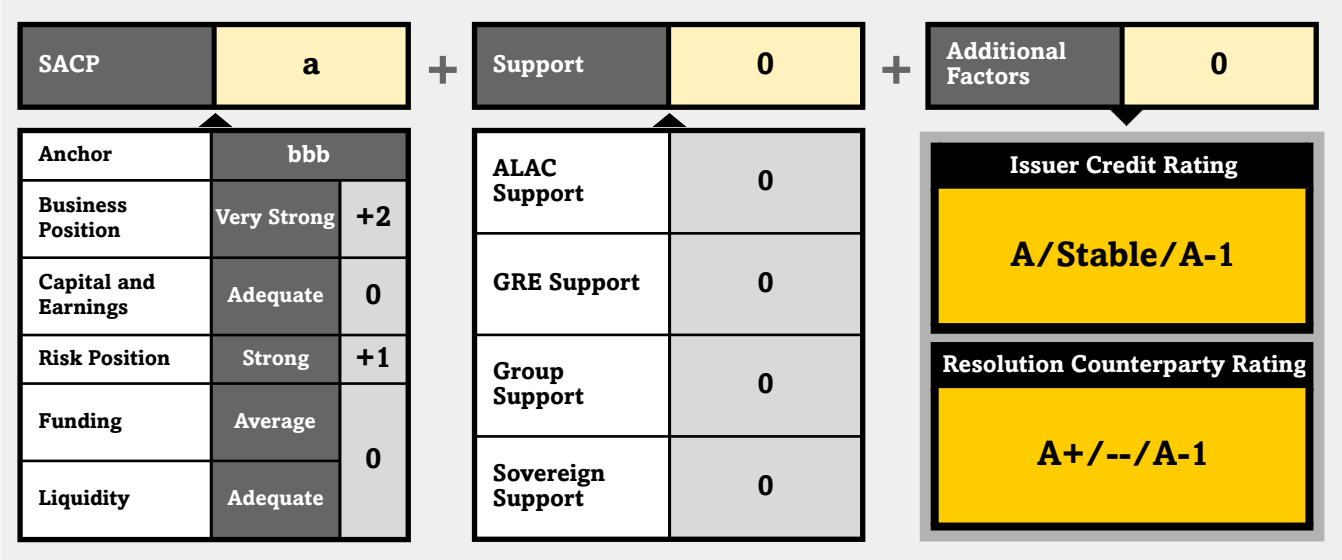 SACP
a
+
Support
0
+
Additional
Factors
0
Anchor
bbb
Business
Position
Very Strong
+2
Capital and
Earnings
Adequate
0
Risk Position
Strong
+1
Funding
Average
0
Liquidity
Adequate
ALAC
Support
0
GRE Support
0
Group
Support
0
Sovereign
Support
0
Issuer Credit Rating
A/Stable/A-1
Resolution Counterparty Rating
A+/--/A-1